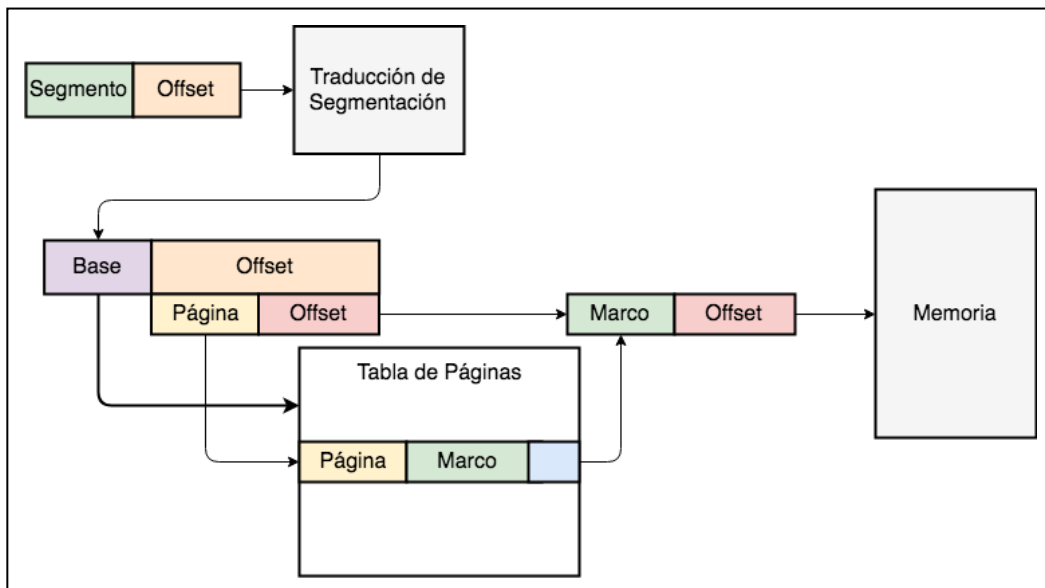 Segmento Offset
Traducción de
Segmentación
Base Offset
Página Offset
Marco Offset
Memoria
Tabla de Páginas
Página Marco